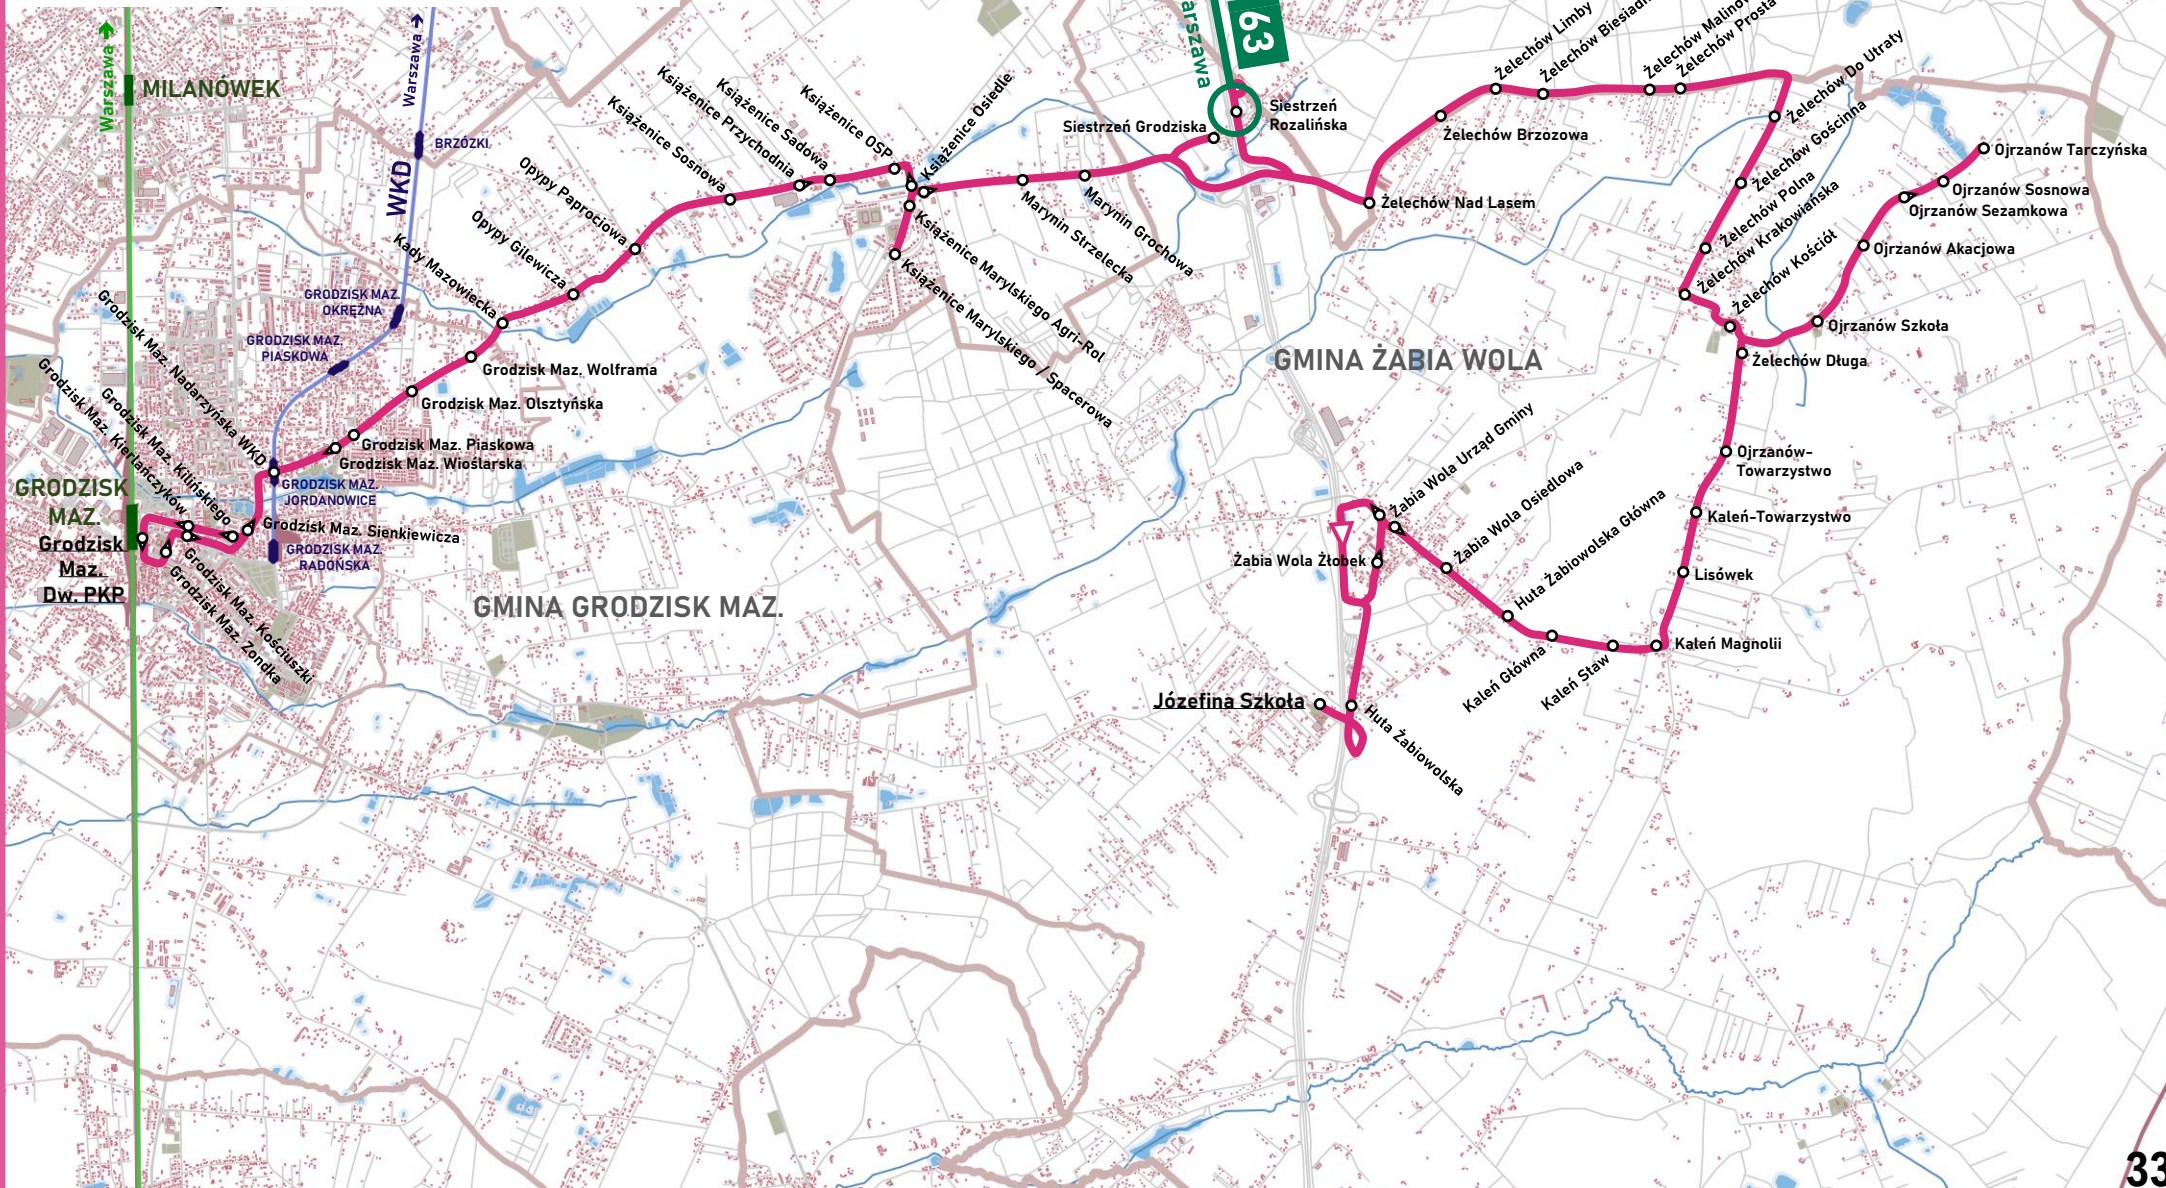 Warszawa
Warszawa
63
MILANÓWEK
BRZÓZKI
WKD
GRODZISK MAZ.
OKRĘŻNA
GRODZISK MAZ.
PIASKOWA
GRODZISK MAZ.
JORDANOWICE
GRODZISK MAZ.
RADOŃSKA
GRODZISK
MAZ.
Grodzisk
Maz.
Dw. PKP
Grodzisk Maz. Nadarzyńska WKD
Grodzisk Maz. Kilińskiego
Grodzisk Maz. Kierlańczyków
Grodzisk Maz. Sienkiewicza
Grodzisk Maz. Kościuszki
Grodzisk Maz. Żondka
Grodzisk Maz. Wioślarska
Grodzisk Maz. Piaskowa
Grodzisk Maz. Olsztyńska
Grodzisk Maz. Wolframa
Kady Mazowiecka
Opypy Gilewicza
Opypy Paprociowa
Książenice Sosnowa
Książenice Przychodnia
Książenice Sadowa
Książenice OSP
Książenice Osiedle
Książenice Marylskiego Agri-Rol
Książenice Marylskiego / Spacerowa
Marynin Strzelecka
Marynin Grochowa
Siestrzeń Grodziska
Siestrzeń
Rozalińska
Żelechów Nad Lasem
Żelechów Brzozowa
Żelechów Limby
Żelechów Prosta
Żelechów Do Utraty
Żelechów Gościnna
Żelechów Polna
Żelechów Krakowiańska
Żelechów Kościół
Żelechów Długa
Ojrzanów Szkoła
Ojrzanów Akacjowa
Ojrzanów Sezamkowa
Ojrzanów Sosnowa
Ojrzanów Tarczyńska
Ojrzanów-
Towarzystwo
Kaleń-Towarzystwo
Lisówek
Kaleń Magnolii
Kaleń Staw
Kaleń Główna
Huta Żabiowolska Główna
Żabia Wola Osiedlowa
Żabia Wola Urząd Gminy
Żabia Wola Żłobek
Huta Żabiowolska
Józefina Szkoła
GMINA ŻABIA WOLA
GMINA GRODZISK MAZ.
33